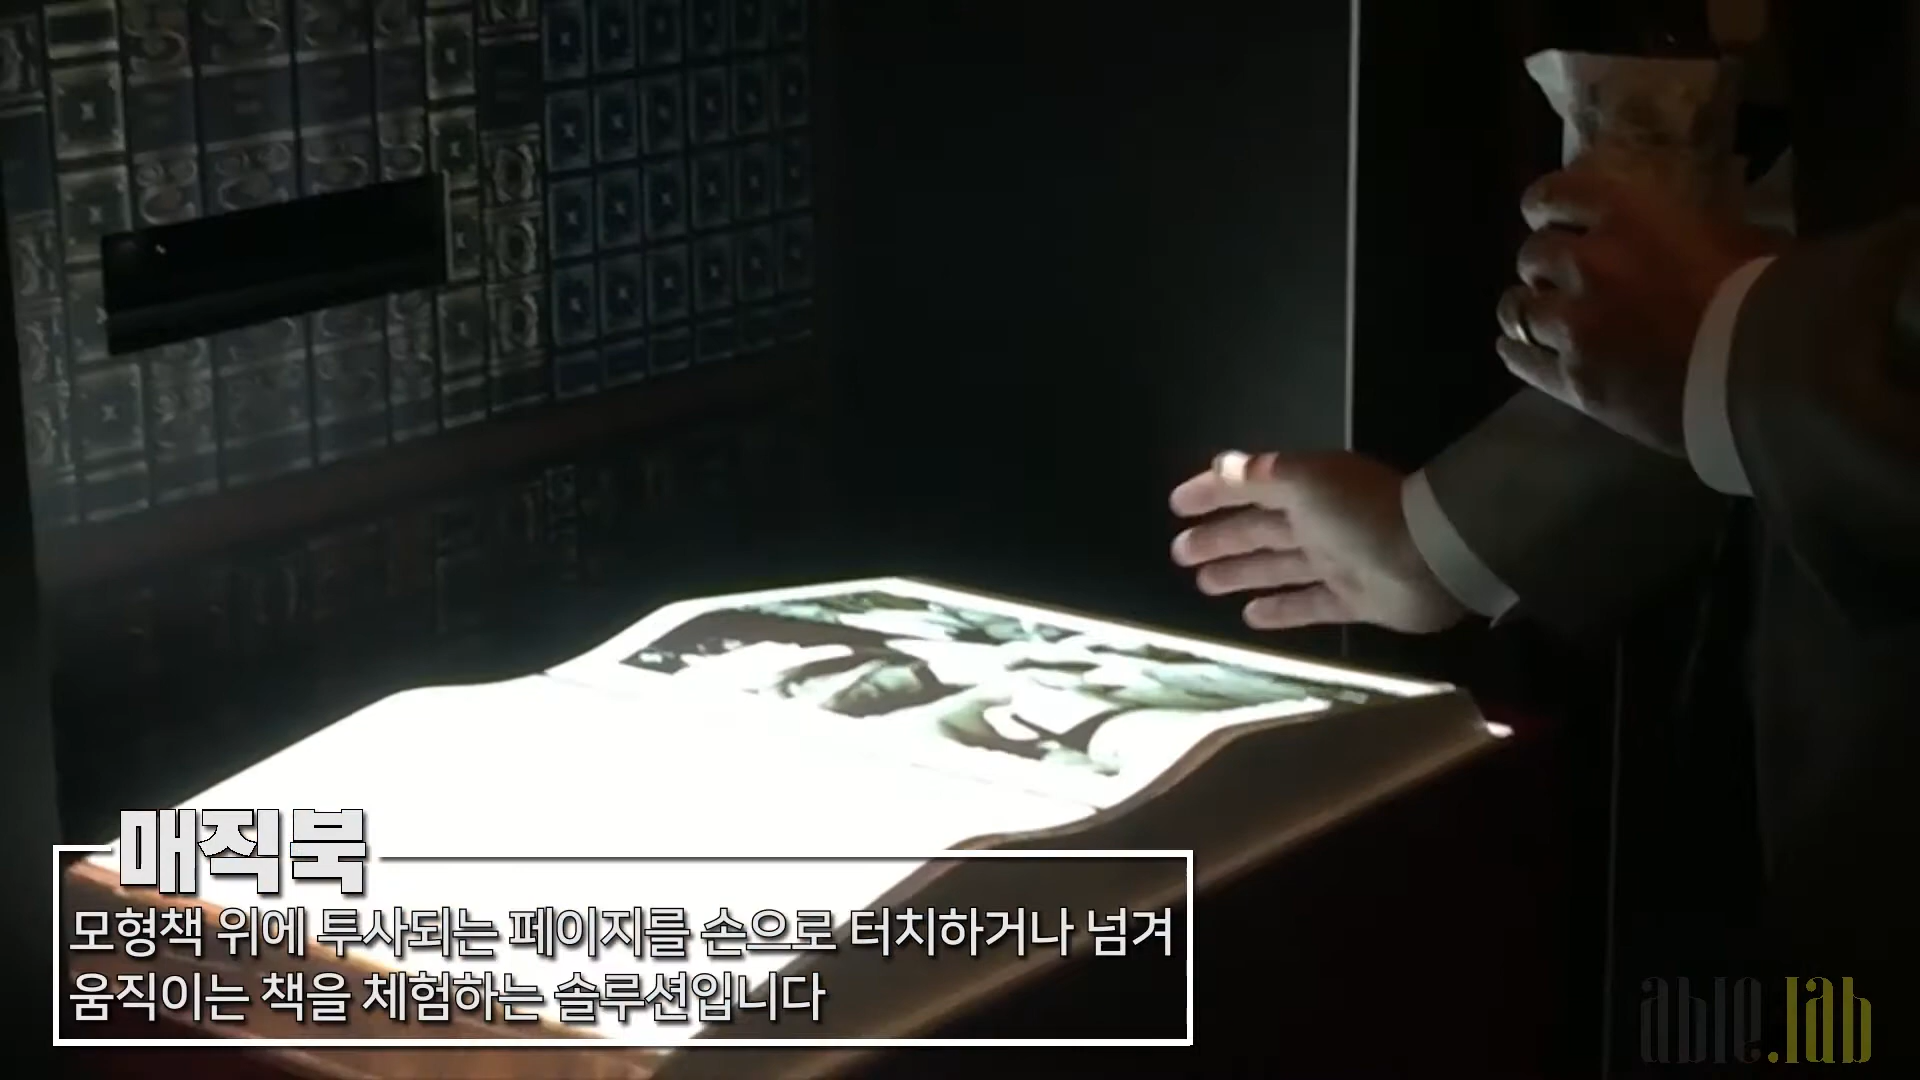 매직북
모형책 위에 투사되는 페이지를 손으로 터치하거나 넘겨
움직이는 책을 체험하는 솔루션입니다
able.lab